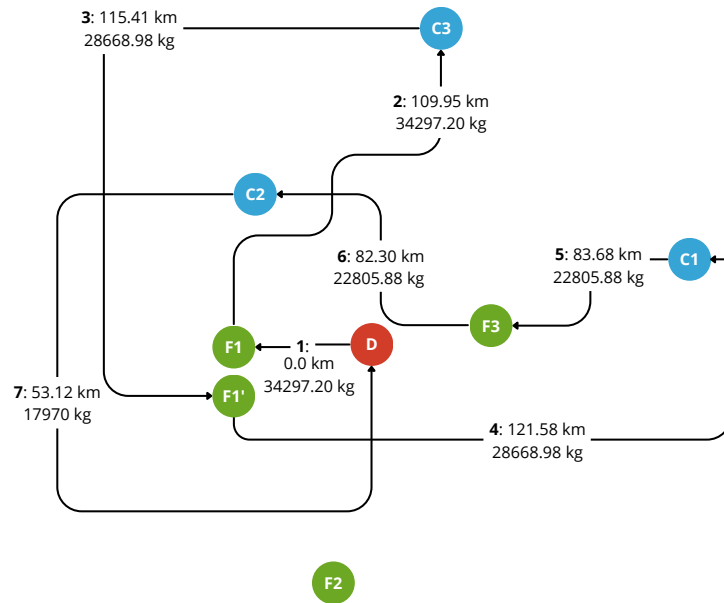 3: 115.41 km
28668.98 kg
C3
2: 109.95 km
34297.20 kg
C2
6: 82.30 km
22805.88 kg
5: 83.68 km
22805.88 kg
C1
F3
F1
1:
0.0 km
34297.20 kg
D
F1'
7: 53.12 km
17970 kg
4: 121.58 km
28668.98 kg
F2